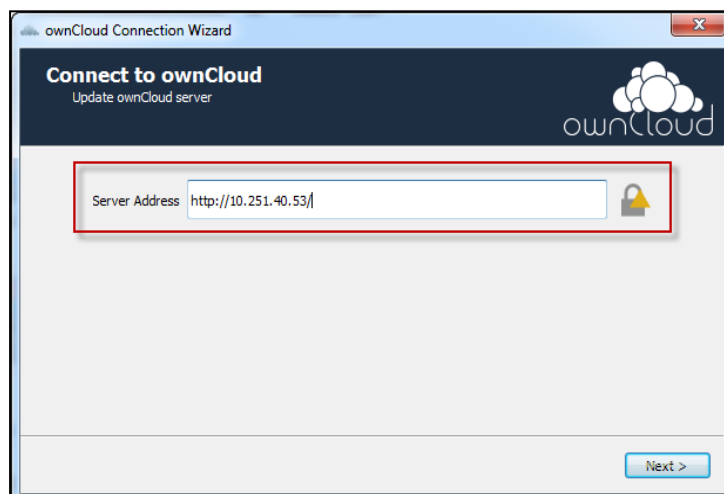 ownCloud Connection Wizard
Connect to ownCloud
Update ownCloud server
ownCloud
Server Address http://10.251.40.53/
Next >